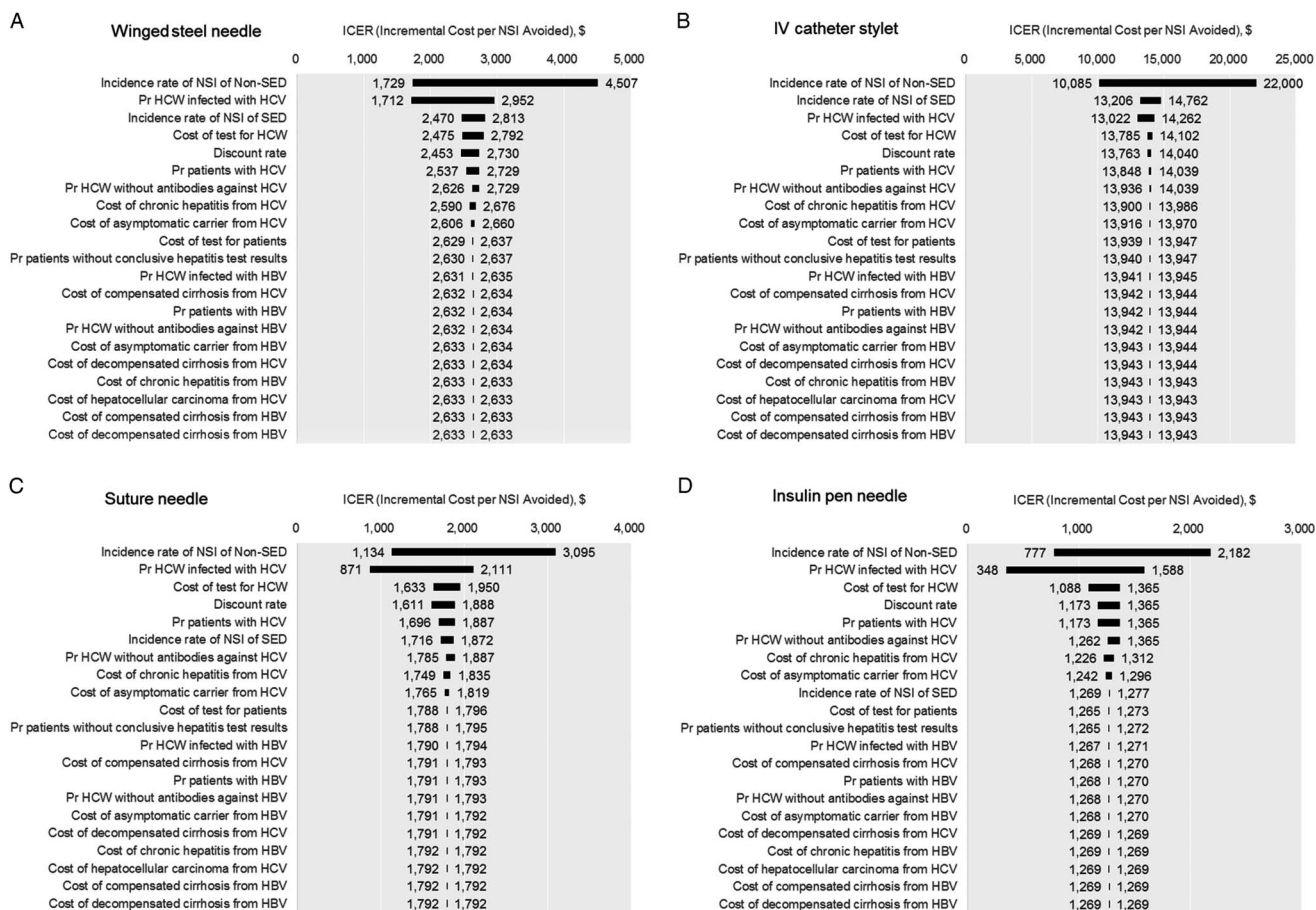 A
Winged steel needle
ICER (Incremental Cost per NSI Avoided), $
0 1,000 2,000 3,000 4,000 5,000
Incidence rate of NSI of Non-SED 1,729 4,507
Pr HCW infected with HCV 1,712 2,952
Incidence rate of NSI of SED 2,470 2,813
Cost of test for HCW 2,475 2,792
Discount rate 2,453 2,730
Pr patients with HCV 2,537 2,729
Pr HCW without antibodies against HCV 2,626 2,729
Cost of chronic hepatitis from HCV 2,590 2,676
Cost of asymptomatic carrier from HCV 2,606 2,660
Cost of test for patients 2,629 2,637
Pr patients without conclusive hepatitis test results 2,630 2,637
Pr HCW infected with HBV 2,631 2,635
Cost of compensated cirrhosis from HCV 2,632 2,634
Pr patients with HBV 2,632 2,634
Pr HCW without antibodies against HBV 2,632 2,634
Cost of asymptomatic carrier from HBV 2,633 2,634
Cost of decompensated cirrhosis from HCV 2,633 2,634
Cost of chronic hepatitis from HBV 2,633 2,633
Cost of hepatocellular carcinoma from HCV 2,633 2,633
Cost of compensated cirrhosis from HBV 2,633 2,633
Cost of decompensated cirrhosis from HBV 2,633 2,633
B
IV catheter stylet
ICER (Incremental Cost per NSI Avoided), $
0 5,000 10,000 15,000 20,000 25,000
Incidence rate of NSI of Non-SED 10,085 22,000
Incidence rate of NSI of SED 13,206 14,762
Pr HCW infected with HCV 13,022 14,262
Cost of test for HCW 13,785 14,102
Discount rate 13,763 14,040
Pr patients with HCV 13,848 14,039
Pr HCW without antibodies against HCV 13,936 14,039
Cost of chronic hepatitis from HCV 13,900 13,986
Cost of asymptomatic carrier from HCV 13,916 13,970
Cost of test for patients 13,939 13,947
Pr patients without conclusive hepatitis test results 13,940 13,947
Pr HCW infected with HBV 13,941 13,945
Cost of compensated cirrhosis from HCV 13,942 13,944
Pr patients with HBV 13,942 13,944
Pr HCW without antibodies against HBV 13,942 13,944
Cost of asymptomatic carrier from HBV 13,943 13,944
Cost of decompensated cirrhosis from HCV 13,943 13,944
Cost of chronic hepatitis from HBV 13,943 13,943
Cost of hepatocellular carcinoma from HCV 13,943 13,943
Cost of compensated cirrhosis from HBV 13,943 13,943
Cost of decompensated cirrhosis from HBV 13,943 13,943
C
Suture needle
ICER (Incremental Cost per NSI Avoided), $
0 1,000 2,000 3,000 4,000
Incidence rate of NSI of Non-SED 1,134 3,095
Pr HCW infected with HCV 871 2,111
Cost of test for HCW 1,633 1,950
Discount rate 1,611 1,888
Pr patients with HCV 1,696 1,887
Incidence rate of NSI of SED 1,716 1,872
Pr HCW without antibodies against HCV 1,785 1,887
Cost of chronic hepatitis from HCV 1,749 1,835
Cost of asymptomatic carrier from HCV 1,765 1,819
Cost of test for patients 1,788 1,796
Pr patients without conclusive hepatitis test results 1,788 1,795
Pr HCW infected with HBV 1,790 1,794
Cost of compensated cirrhosis from HCV 1,791 1,793
Pr patients with HBV 1,791 1,793
Pr HCW without antibodies against HBV 1,791 1,793
Cost of asymptomatic carrier from HBV 1,791 1,792
Cost of decompensated cirrhosis from HCV 1,791 1,792
Cost of chronic hepatitis from HBV 1,792 1,792
Cost of hepatocellular carcinoma from HCV 1,792 1,792
Cost of compensated cirrhosis from HBV 1,792 1,792
Cost of decompensated cirrhosis from HBV 1,792 1,792
D
Insulin pen needle
ICER (Incremental Cost per NSI Avoided), $
0 1,000 2,000 3,000
Incidence rate of NSI of Non-SED 777 2,182
Pr HCW infected with HCV 348 1,588
Cost of test for HCW 1,088 1,365
Discount rate 1,173 1,365
Pr patients with HCV 1,173 1,365
Pr HCW without antibodies against HCV 1,262 1,365
Cost of chronic hepatitis from HCV 1,226 1,312
Cost of asymptomatic carrier from HCV 1,242 1,296
Incidence rate of NSI of SED 1,269 1,277
Cost of test for patients 1,265 1,273
Pr patients without conclusive hepatitis test results 1,265 1,272
Pr HCW infected with HBV 1,267 1,271
Cost of compensated cirrhosis from HCV 1,268 1,270
Pr patients with HBV 1,268 1,270
Pr HCW without antibodies against HBV 1,268 1,270
Cost of asymptomatic carrier from HBV 1,268 1,270
Cost of decompensated cirrhosis from HCV 1,269 1,269
Cost of chronic hepatitis from HBV 1,269 1,269
Cost of hepatocellular carcinoma from HCV 1,269 1,269
Cost of compensated cirrhosis from HBV 1,269 1,269
Cost of decompensated cirrhosis from HBV 1,269 1,269